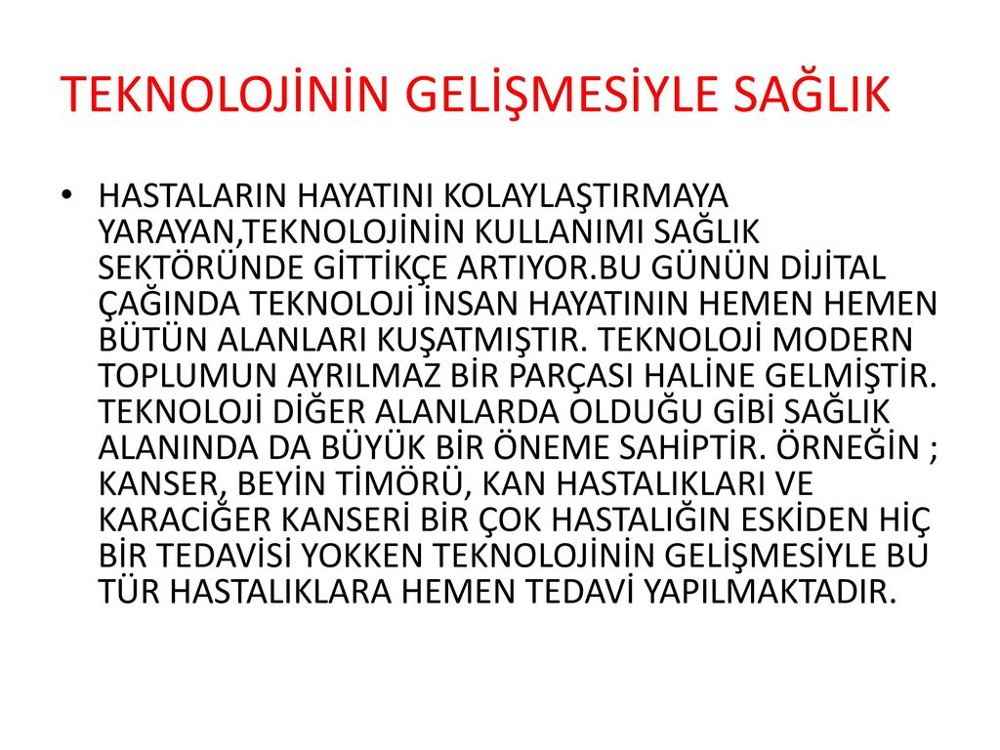 TEKNOLOJİNİN GELİŞMESİYLE SAĞLIK
• HASTALARIN HAYATINI KOLAYLAŞTIRMAYA
YARAYAN,TEKNOLOJİNİN KULLANIMI SAĞLIK
SEKTÖRÜNDE GİTTİKÇE ARTIYOR.BU GÜNÜN DİJİTAL
ÇAĞINDA TEKNOLOJİ İNSAN HAYATININ HEMEN HEMEN
BÜTÜN ALANLARI KUŞATMIŞTIR. TEKNOLOJİ MODERN
TOPLUMUN AYRILMAZ BİR PARÇASI HALİNE GELMİŞTİR.
TEKNOLOJİ DİĞER ALANLARDA OLDUĞU GİBİ SAĞLIK
ALANINDA DA BÜYÜK BİR ÖNEME SAHİPTİR. ÖRNEĞİN ;
KANSER, BEYİN TİMÖRÜ, KAN HASTALIKLARI VE
KARACİĞER KANSERİ BİR ÇOK HASTALIĞIN ESKİDEN HİÇ
BİR TEDAVİSİ YOKKEN TEKNOLOJİNİN GELİŞMESİYLE BU
TÜR HASTALIKLARA HEMEN TEDAVİ YAPILMAKTADIR.